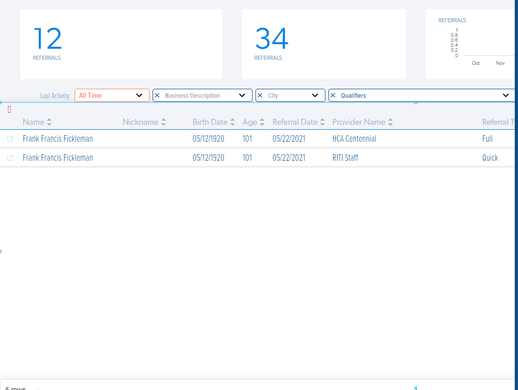 12
REFERRALS
34
REFERRALS
REFERRALS
1
0.8
0.6
0.4
0.2
0
Oct Nov
Last Activity: All Time Business Description City Qualifiers
Name Nickname Birth Date Age Referral Date Provider Name Referral T
Frank Francis Fickleman 05/12/1920 101 05/22/2021 HCA Centennial Full
Frank Francis Fickleman 05/12/1920 101 05/22/2021 RITI Staff Quick
5 rows